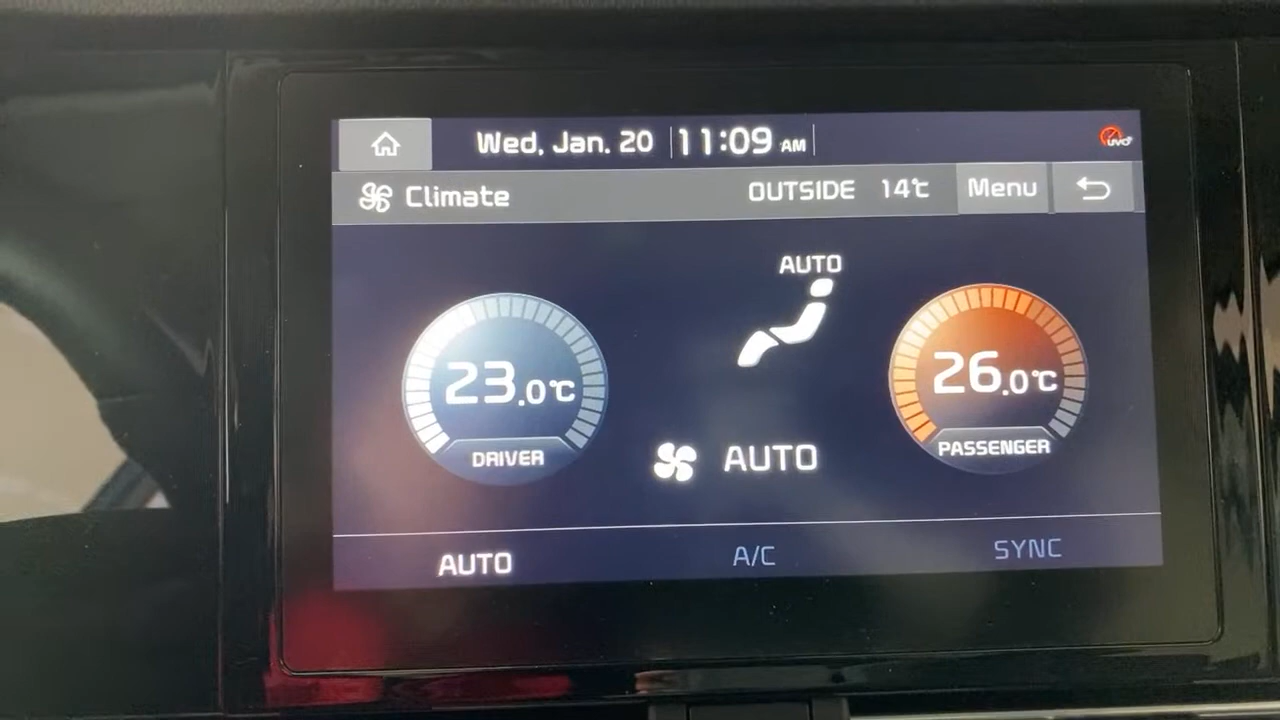 Wed, Jan. 20 11:09 AM
UVO
Climate OUTSIDE 14℃ Menu
AUTO
23.0℃
26.0℃
DRIVER
AUTO
PASSENGER
AUTO A/C SYNC